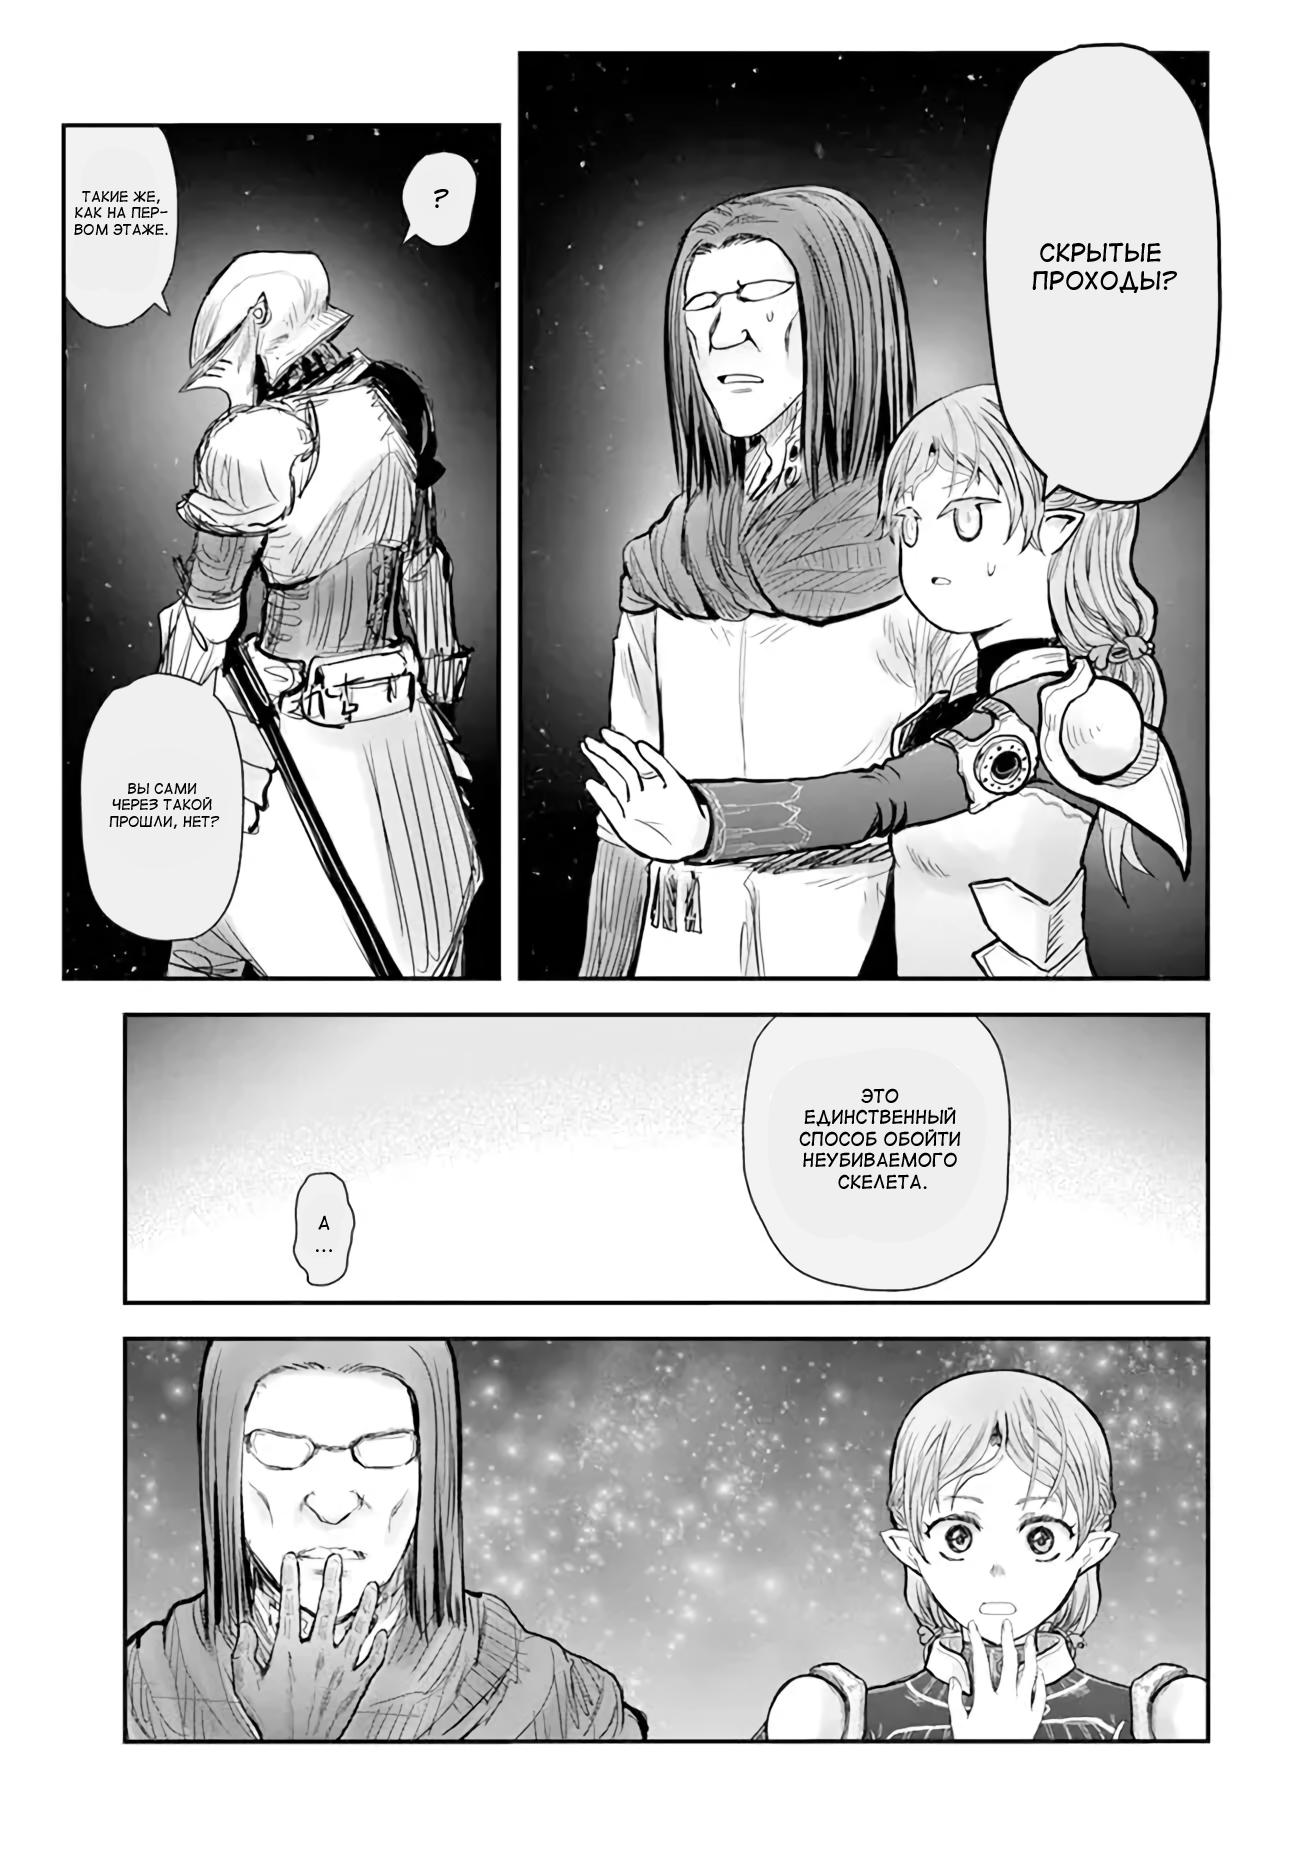 СКРЫТЫЕ
ПРОХОДЫ?
?
ТАКИЕ ЖЕ,
КАК НА ПЕР-
ВОМ ЭТАЖЕ.
ВЫ САМИ
ЧЕРЕЗ ТАКОЙ
ПРОШЛИ, НЕТ?
ЭТО
ЕДИНСТВЕННЫЙ
СПОСОБ ОБОЙТИ
НЕУБИВАЕМОГО
СКЕЛЕТА.
А
...